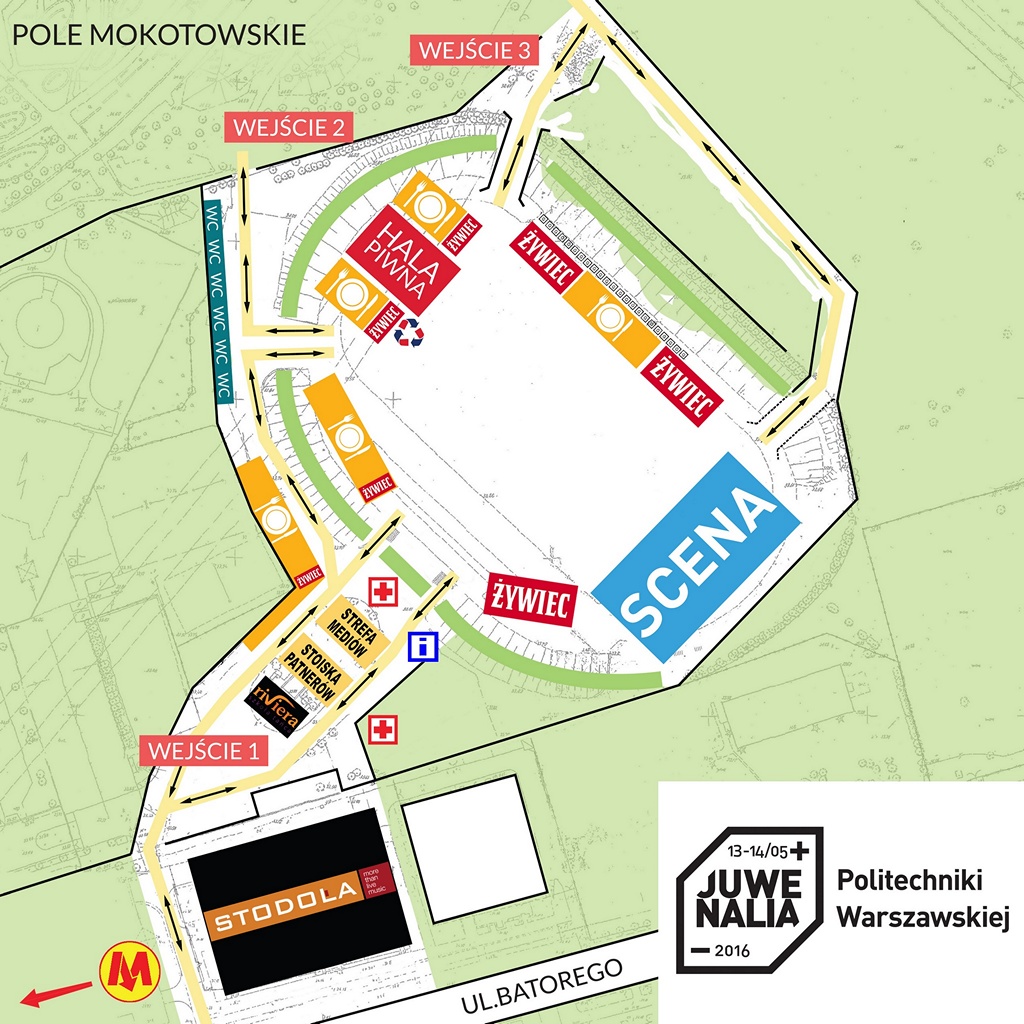 POLE MOKOTOWSKIE
WEJŚCIE 3
WEJŚCIE 2
WC WC WC WC WC WC
ŻYWIEC
HALA
PIWNA
ŻYWIEC
ŻYWIEC
ŻYWIEC
ŻYWIEC
ŻYWIEC
ŻYWIEC
SCENA
ŻYWIEC
STREFA
MEDIÓW
STOISKA
PATNERÓW
riviera
i
WEJŚCIE 1
STODOŁA
more
than
live
music
M
UL.BATOREGO
13-14/05+
JUWE
NALIA
2016
Politechniki
Warszawskiej